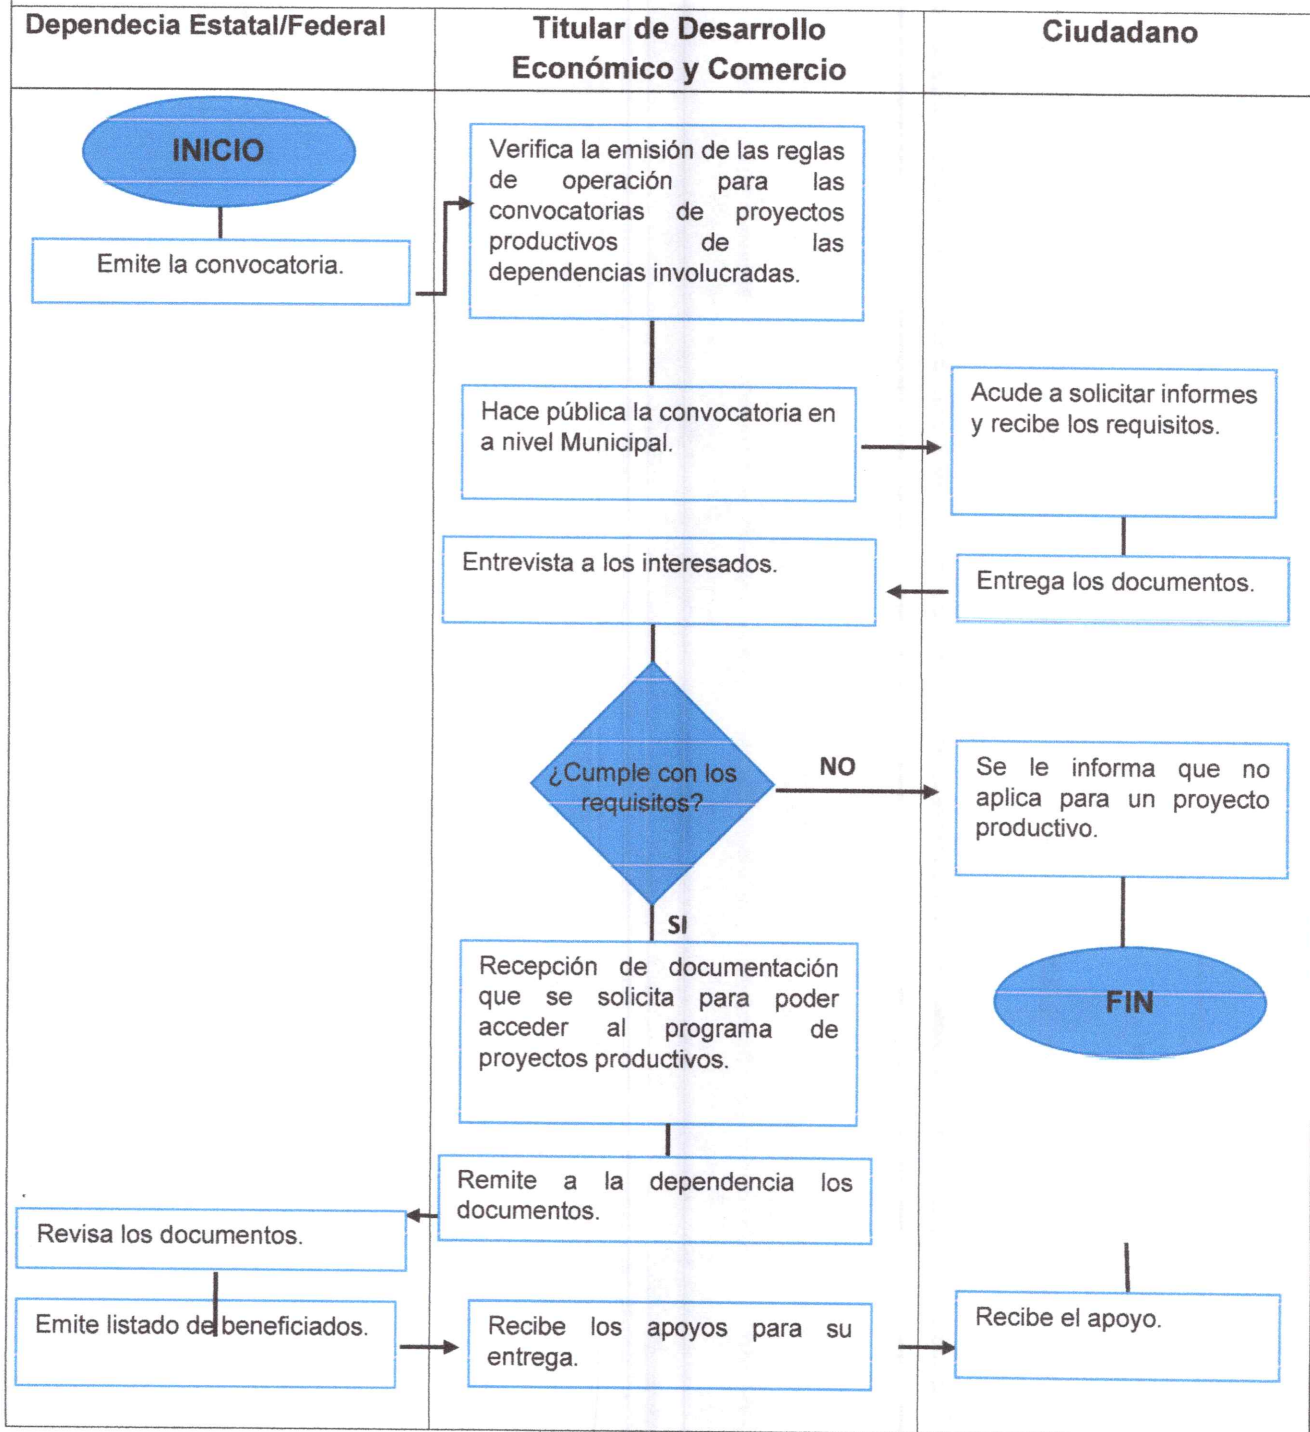 Dependecia Estatal/Federal
Titular de Desarrollo
Económico y Comercio
Ciudadano
INICIO
Emite la convocatoria.
Verifica la emisión de las reglas
de operación para las
convocatorias de proyectos
productivos de las
dependencias involucradas.
Hace pública la convocatoria en
a nivel Municipal.
Acude a solicitar informes
y recibe los requisitos.
Entrega los documentos.
Entrevista a los interesados.
¿Cumple con los
requisitos?
NO
Se le informa que no
aplica para un proyecto
productivo.
FIN
SI
Recepción de documentación
que se solicita para poder
acceder al programa de
proyectos productivos.
Remite a la dependencia los
documentos.
Revisa los documentos.
Emite listado de beneficiados.
Recibe los apoyos para su
entrega.
Recibe el apoyo.